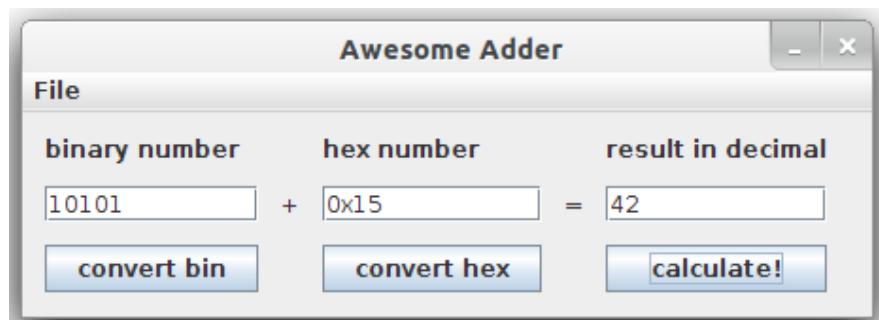 Awesome Adder
File
binary number hex number result in decimal
10101 + 0x15 = 42
convert bin convert hex calculate!